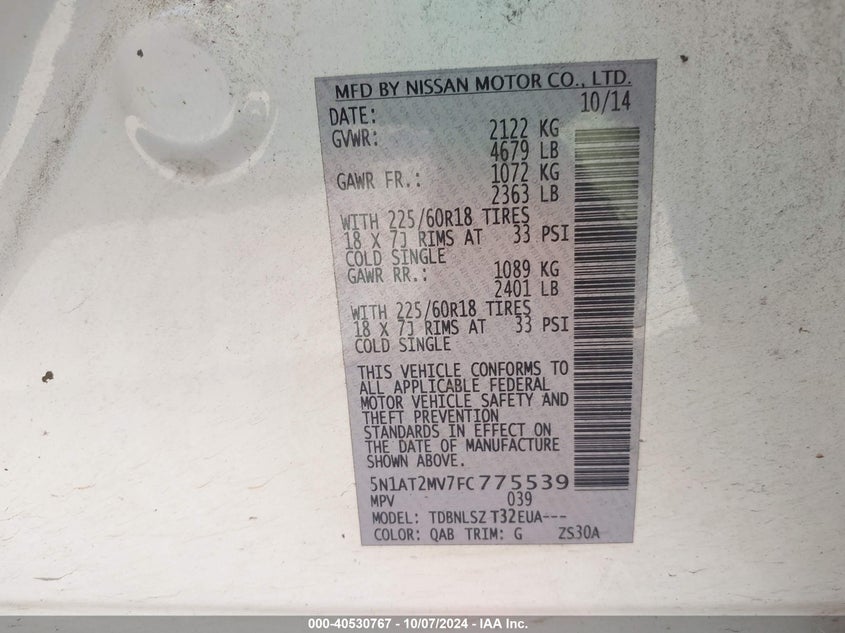 MFD BY NISSAN MOTOR CO., LTD.
DATE: 10/14
GVWR: 2122 KG
4679 LB
GAWR FR.: 1072 KG
2363 LB
WITH 225/60R18 TIRES
18 X 7J RIMS AT 33 PSI
COLD SINGLE
GAWR RR.: 1089 KG
2401 LB
WITH 225/60R18 TIRES
18 X 7J RIMS AT 33 PSI
COLD SINGLE
THIS VEHICLE CONFORMS TO
ALL APPLICABLE FEDERAL
MOTOR VEHICLE SAFETY AND
THEFT PREVENTION
STANDARDS IN EFFECT ON
THE DATE OF MANUFACTURE
SHOWN ABOVE.
5N1AT2MV7FC775539
MPV 039
MODEL: TDBNLSZ T32EUA---
COLOR: QAB TRIM: G ZS30A
000-40530767 - 10/07/2024 - IAA Inc.